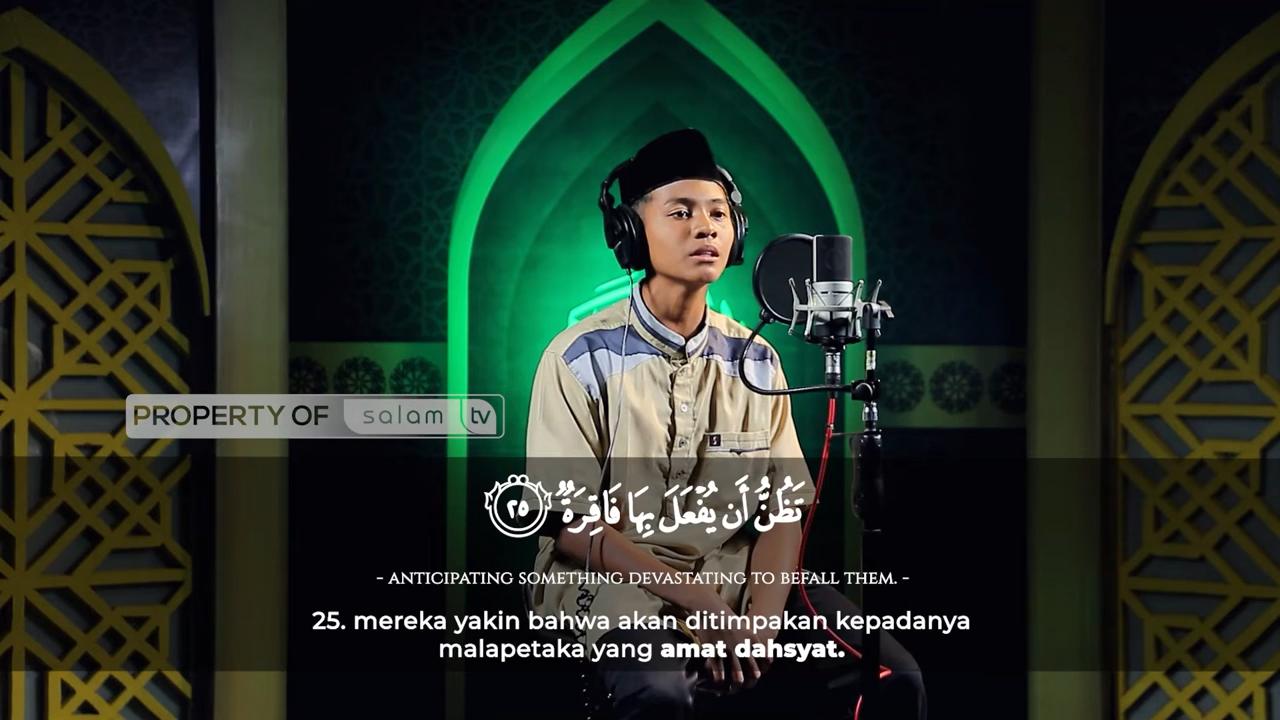 PROPERTY OF salam tv
تَظُنُّ أَن يُفْعَلَ بِهَا فَاقِرَةٌ ٢٥
- ANTICIPATING SOMETHING DEVASTATING TO BEFALL THEM. -
25. mereka yakin bahwa akan ditimpakan kepadanya
malapetaka yang amat dahsyat.